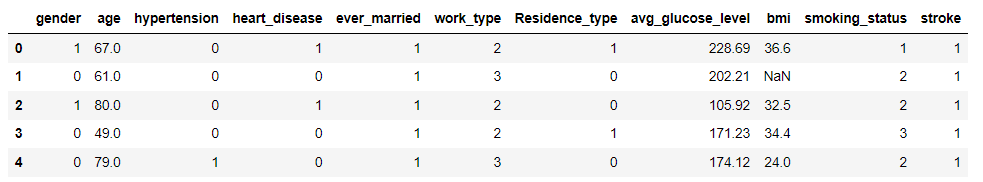 gender age hypertension heart_disease ever_married work_type Residence_type avg_glucose_level bmi smoking_status stroke
0 1 67.0 0 1 1 2 1 228.69 36.6 1 1
1 0 61.0 0 0 1 3 0 202.21 NaN 2 1
2 1 80.0 0 1 1 2 0 105.92 32.5 2 1
3 0 49.0 0 0 1 2 1 171.23 34.4 3 1
4 0 79.0 1 0 1 3 0 174.12 24.0 2 1